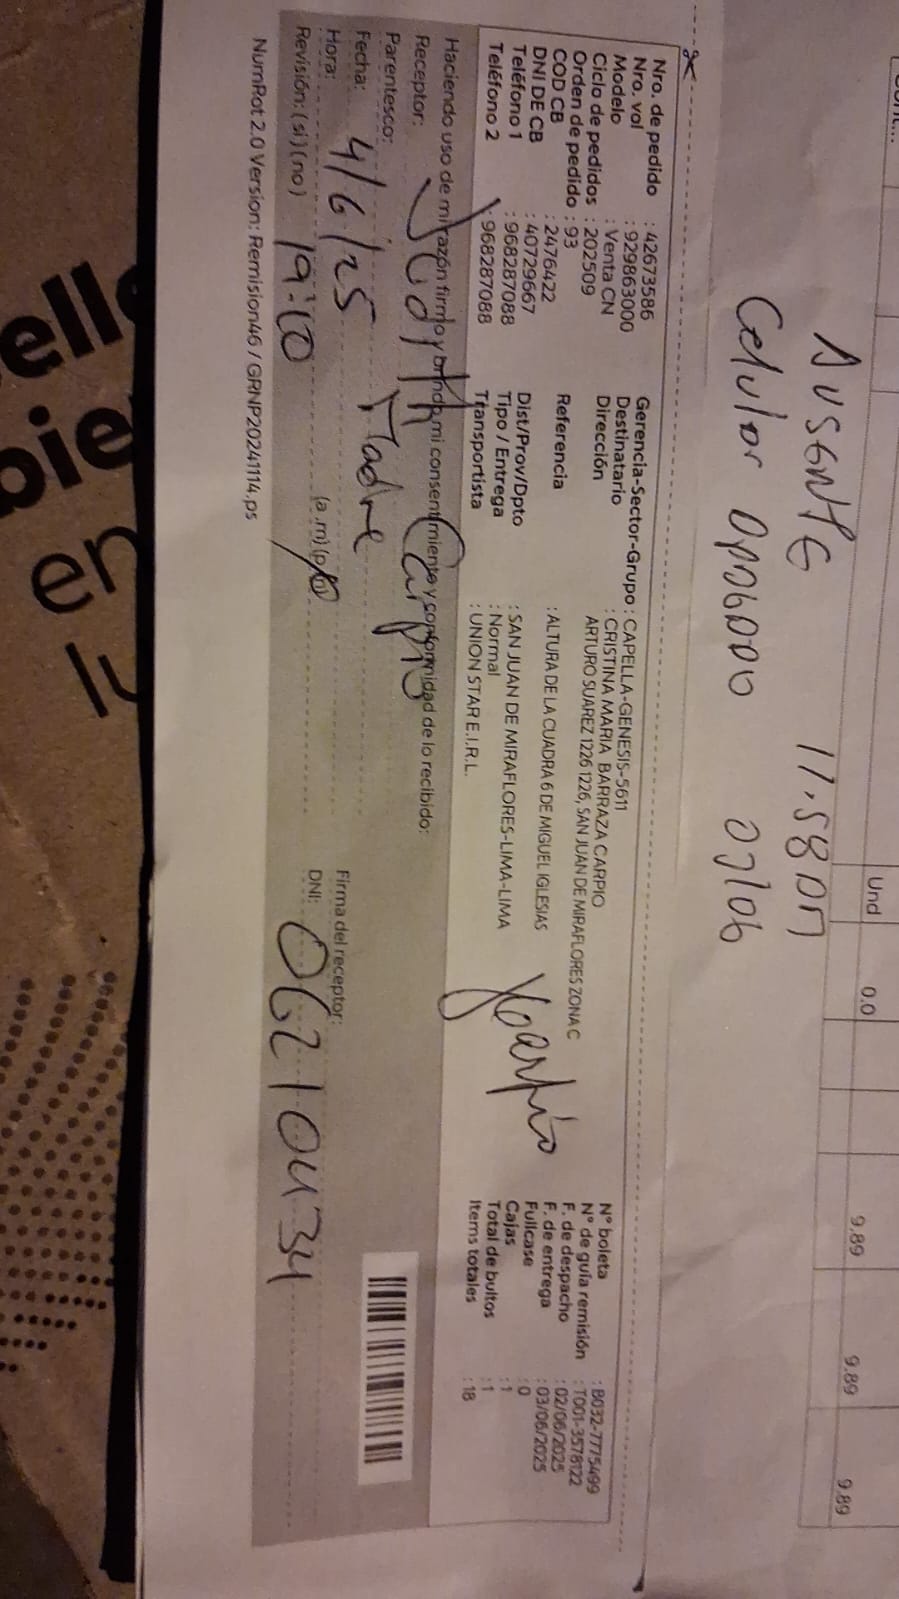 Cont...
Und 0.0 9.89 9.89 9.89
AUSENTE 11.58 am
Celular apagado 03/06
Nro. de pedido : 42673586
Nro. vol : 929863000
Modelo : Venta CN
Ciclo de pedidos : 202509
Orden de pedido : 93
COD CB : 2476422
DNI DE CB : 40729667
Teléfono 1 : 968287088
Teléfono 2 : 968287088
Gerencia-Sector-Grupo : CAPELLA-GENESIS-5611
Destinatario : CRISTINA MARIA BARRAZA CARPIO
Dirección ARTURO SUAREZ 1226 1226, SAN JUAN DE MIRAFLORES ZONA C
Referencia : ALTURA DE LA CUADRA 6 DE MIGUEL IGLESIAS
Dist/Prov/Dpto : SAN JUAN DE MIRAFLORES-LIMA-LIMA
Tipo / Entrega : Normal
Transportista : UNION STAR E.I.R.L.
N° boleta : B032-7775499
N° de guía remisión : T001-3578122
F. de despacho : 02/06/2025
F. de entrega : 03/06/2025
Fullcase : 0
Cajas : 1
Total de bultos : 1
Items totales : 18
Haciendo uso de mi razón firmo y brindo mi consentimiento y conformidad de lo recibido:
Receptor: Judyth Carpio
Parentesco: Madre
Fecha: 4/6/25
Hora: 19:10 (a.m) (p.m)
Revisión: (si) (no)
Firma del receptor: JCarpio
DNI: 06210434
NumRot 2.0 Version: Remision46 / GRNP20241114.ps
bie
en
lu